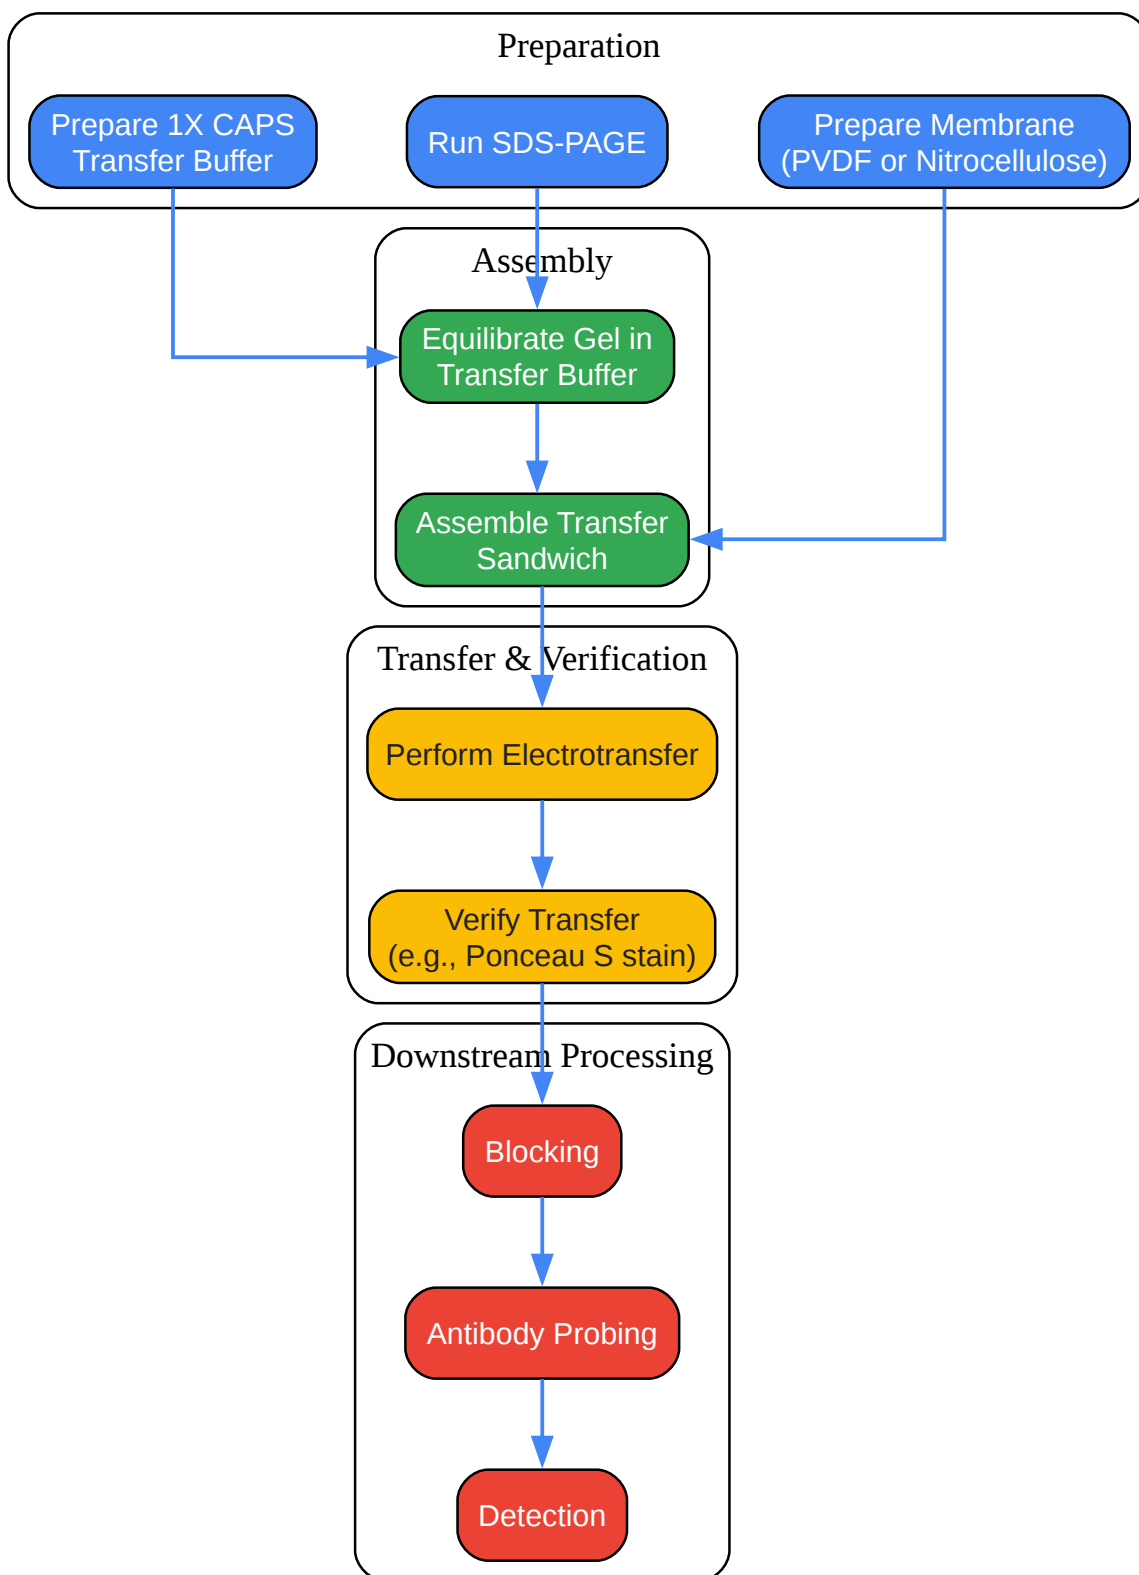 Preparation
Prepare 1X CAPS
Transfer Buffer
Run SDS-PAGE
Prepare Membrane
(PVDF or Nitrocellulose)
Assembly
Equilibrate Gel in
Transfer Buffer
Assemble Transfer
Sandwich
Transfer & Verification
Perform Electrotransfer
Verify Transfer
(e.g., Ponceau S stain)
Downstream Processing
Blocking
Antibody Probing
Detection